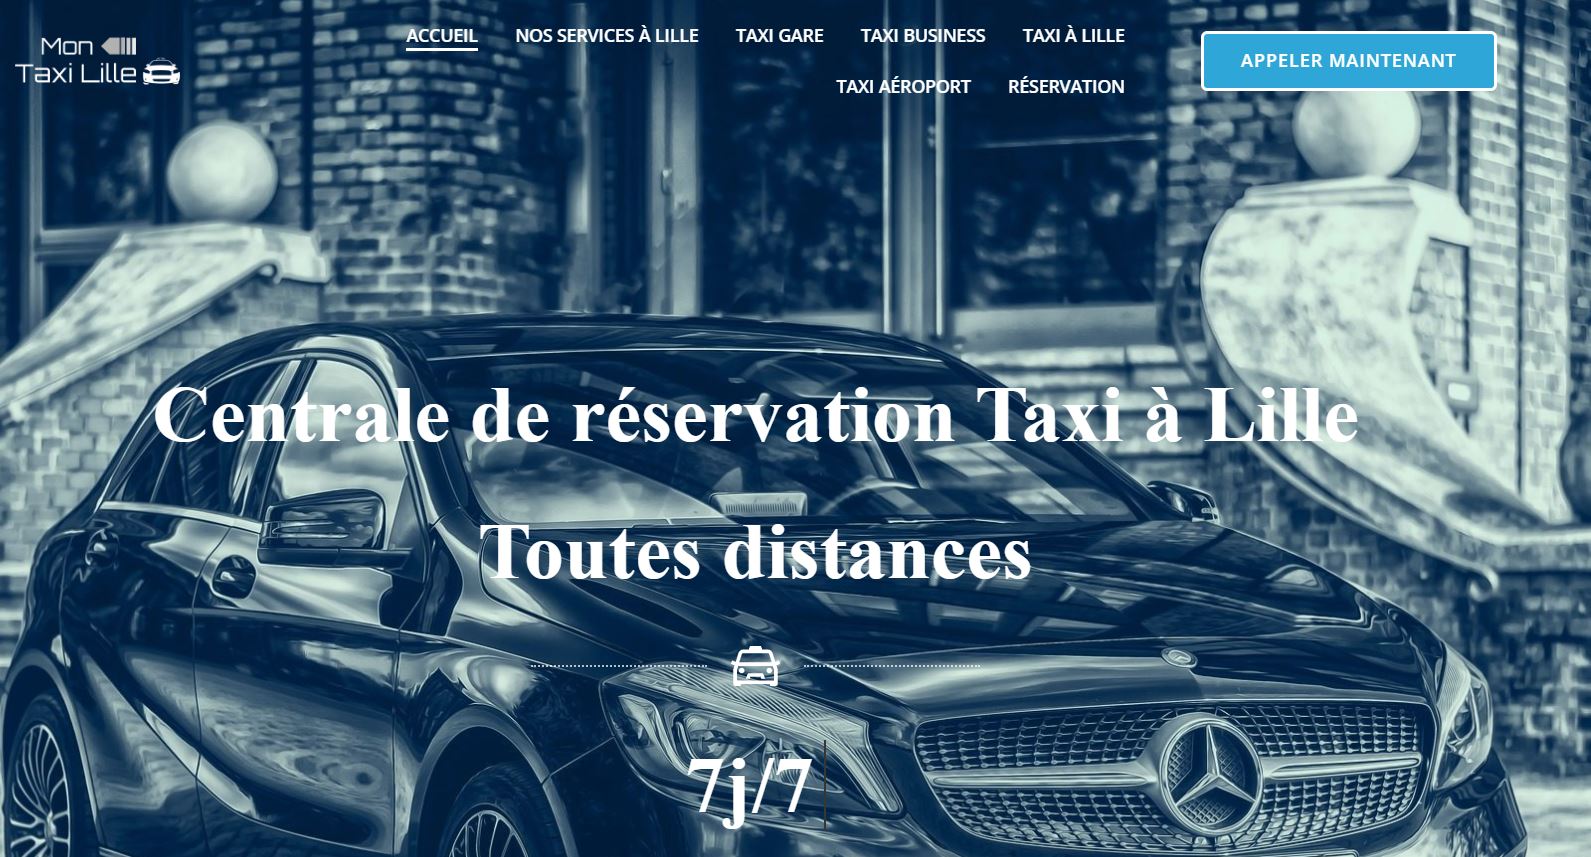 Mon
Taxi Lille
ACCUEIL NOS SERVICES À LILLE TAXI GARE TAXI BUSINESS TAXI À LILLE
TAXI AÉROPORT RÉSERVATION
APPELER MAINTENANT
Centrale de réservation Taxi à Lille
Toutes distances
7j/7